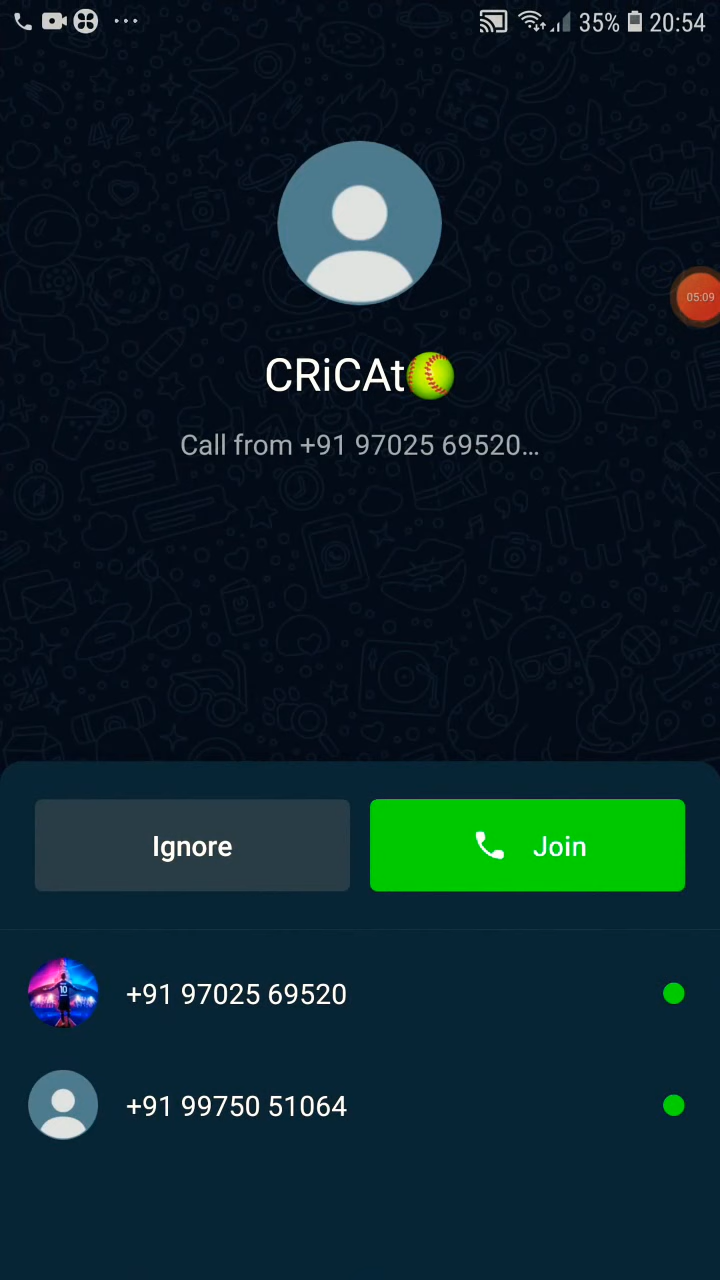 35% 20:54
05:09
CRiCAt🥎
Call from +91 97025 69520...
Ignore
Join
+91 97025 69520
+91 99750 51064